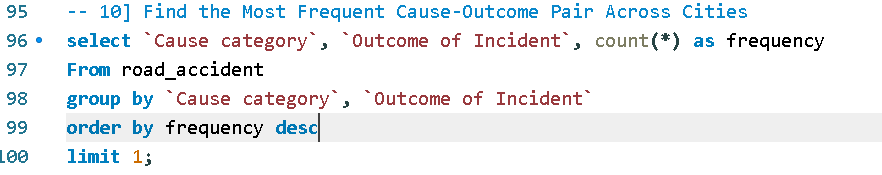 95 -- 10] Find the Most Frequent Cause-Outcome Pair Across Cities
96 select `Cause category`, `Outcome of Incident`, count(*) as frequency
97 From road_accident
98 group by `Cause category`, `Outcome of Incident`
99 order by frequency desc
100 limit 1;